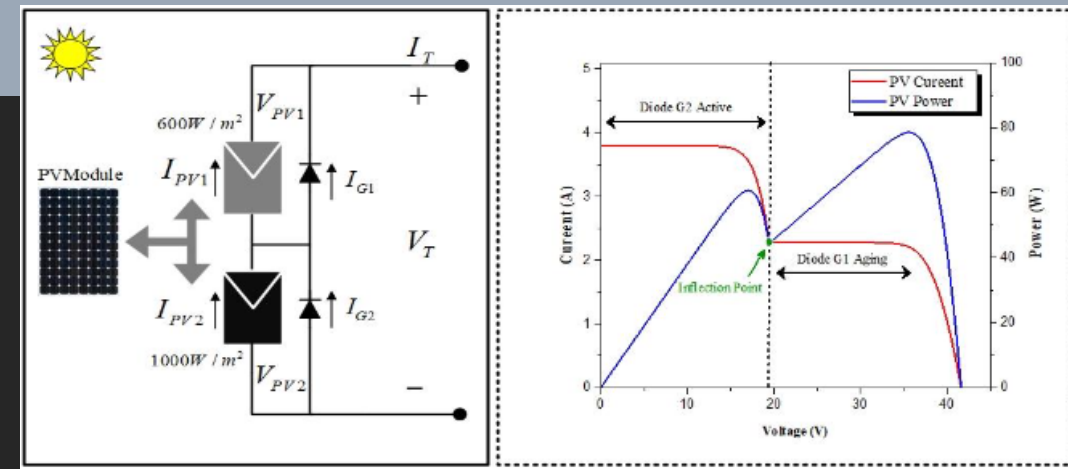 I_T
+
V_PV1
600W / m²
PVModule
I_PV1
I_G1
V_T
I_PV2
I_G2
1000W / m²
V_PV2
−
PV Cureent
PV Power
Diode G2 Active
Diode G1 Aging
Inflection Point
Cureent (A)
5
4
3
2
1
0
Power (W)
100
80
60
40
20
0
0
10
20
30
40
Voltage (V)